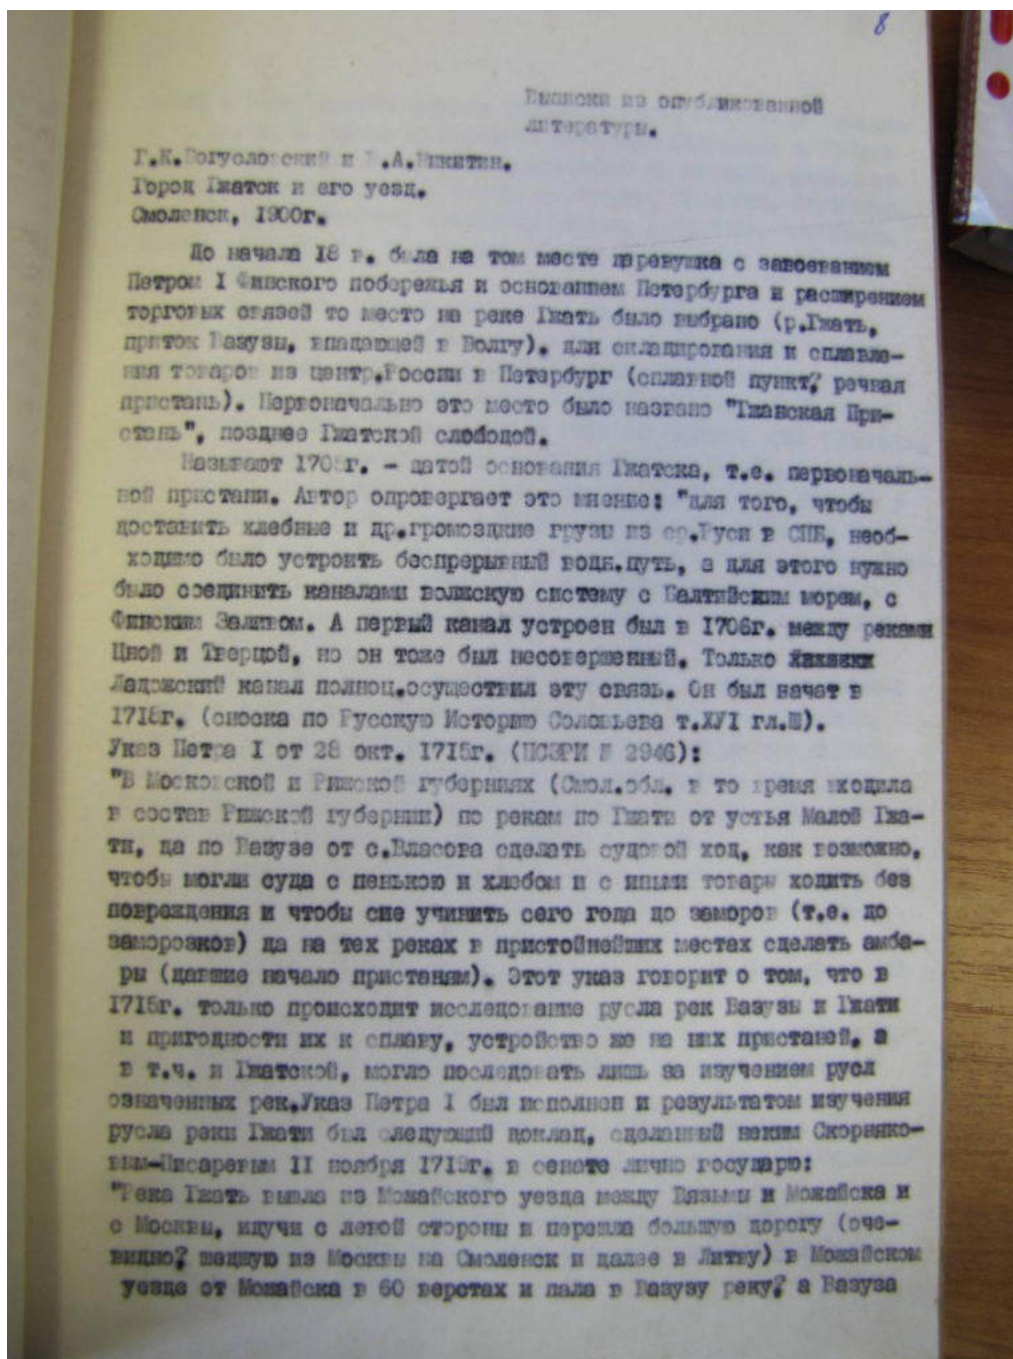 8
Выписки из опубликованной
литературы.
Г.К.Богусловский и В.А.Никитин.
Город Гжатск и его уезд.
Смоленск, 1900г.
До начала 18 в. была на том месте деревушка с завоеванием
Петром I Финского побережья и основанием Петербурга и расширением
торговых связей то место на реке Гжать было выбрано (р.Гжать,
приток Вазузы, впадающей в Волгу). для складирования и сплавле-
ния товаров из центр.России в Петербург (сплавной пункт? речная
пристань). Первоначально это место было названо "Гжанская При-
стань", позднее Гжатской слободой.
Называют 1705г. - датой основания Гжатска, т.е. первоначаль-
ной пристани. Автор опровергает это мнение: "для того, чтобы
доставить хлебные и др.громоздкие грузы из ср.Руси в СПБ, необ-
ходимо было устроить беспрерывный водн.путь, а для этого нужно
было соединить каналами волжскую систему с Балтийским морем, с
Финским Заливом. А первый канал устроен был в 1706г. между реками
Цной и Тверцой, но он тоже был несовершенный. Только
Ладожский канал полноц.осуществил эту связь. Он был начат в
1718г. (сноска по Русскую Историю Соловьева т.ХУI гл.Ш).
Указ Петра I от 28 окт. 1715г. (ПСЗРИ № 2946):
"В Московской и Рижской губерниях (Смол.обл. в то время входила
в состав Рижской губернии) по рекам по Гжати от устья Малой Гжа-
ти, да по Вазузе от с.Власова сделать судовой ход, как возможно,
чтобы могли суда с пенькою и хлебом и с иными товары ходить без
повреждения и чтобы сие учинить сего года до заморов (т.е. до
заморозков) да на тех реках в пристойнейших местах сделать амба-
ры (давшие начало пристаням). Этот указ говорит о том, что в
1715г. только происходит исследование русла рек Вазузы и Гжати
и пригодности их к сплаву, устройство же на них пристаней, а
в т.ч. и Гжатской, могло последовать лишь за изучением русл
означенных рек.Указ Петра I был исполнен и результатом изучения
русла реки Гжати был следующий доклад, сделанный неким Скорняко-
вым-Писаревым 11 ноября 1719г. в сенате лично государю:
"Река Гжать вышла из Можайского уезда между Вязьмы и Можайска и
с Москвы, идучи с левой стороны и перешла большую дорогу (оче-
видно? шедшую из Москвы на Смоленск и далее в Литву) в Можайском
уезде от Можайска в 60 верстах и пала в Вазузу реку? а Вазуза